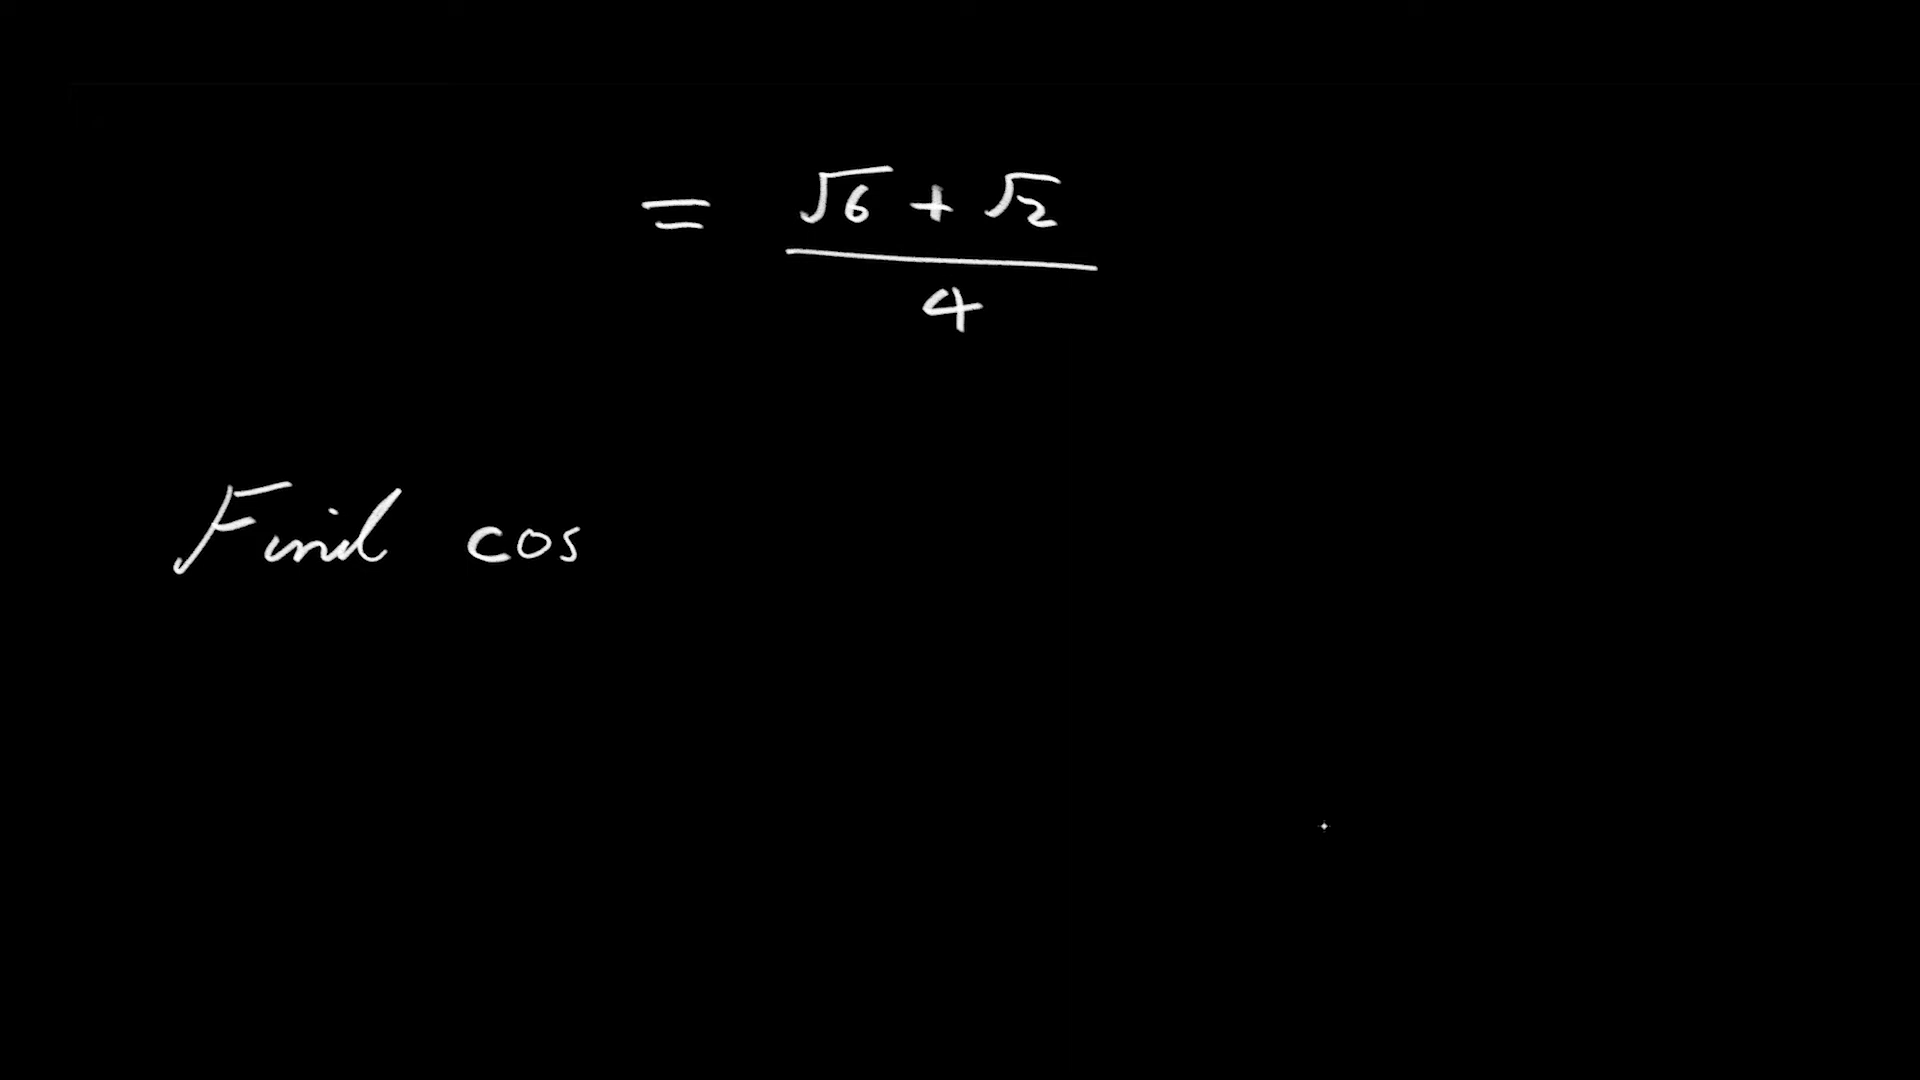 = (√6 + √2) / 4
Find cos